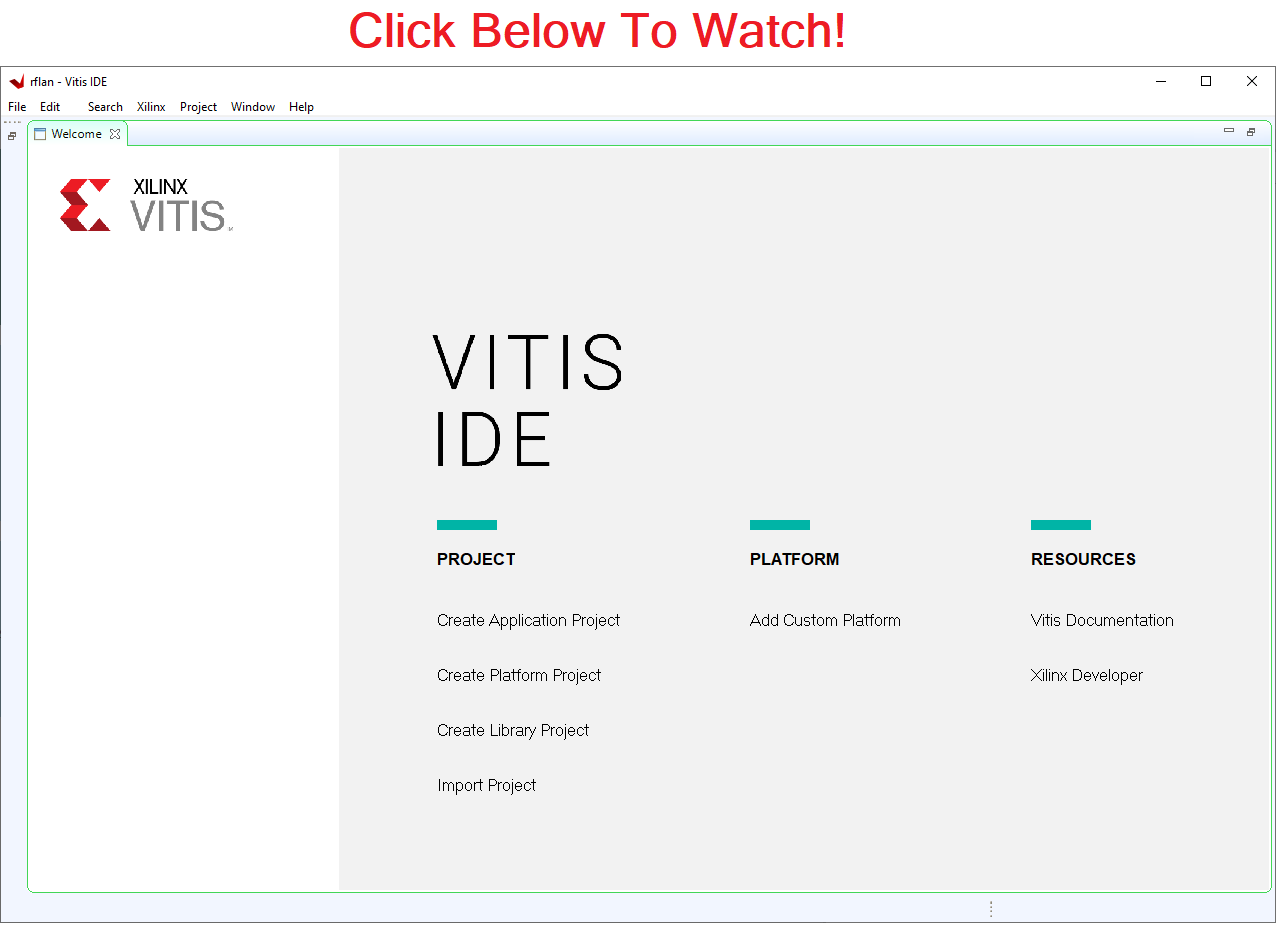 Click Below To Watch!
rflan - Vitis IDE
File Edit Search Xilinx Project Window Help
Welcome
XILINX
VITIS
VITIS
IDE
PROJECT PLATFORM RESOURCES
Create Application Project Add Custom Platform Vitis Documentation
Create Platform Project Xilinx Developer
Create Library Project
Import Project